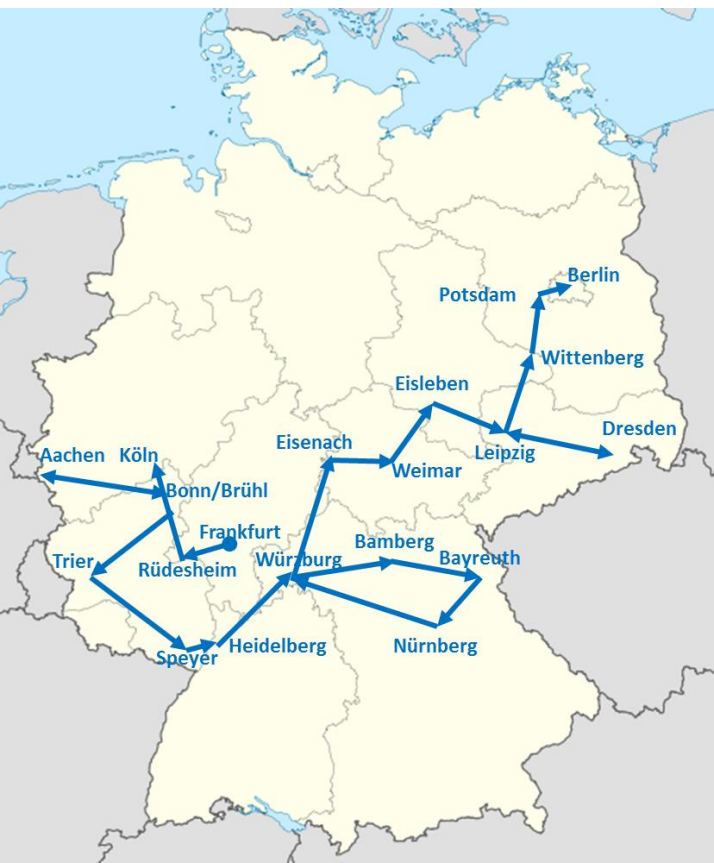 Berlin
Potsdam
Wittenberg
Eisleben
Dresden
Eisenach
Leipzig
Aachen
Köln
Weimar
Bonn/Brühl
Frankfurt
Bamberg
Trier
Würzburg
Bayreuth
Rüdesheim
Heidelberg
Nürnberg
Speyer